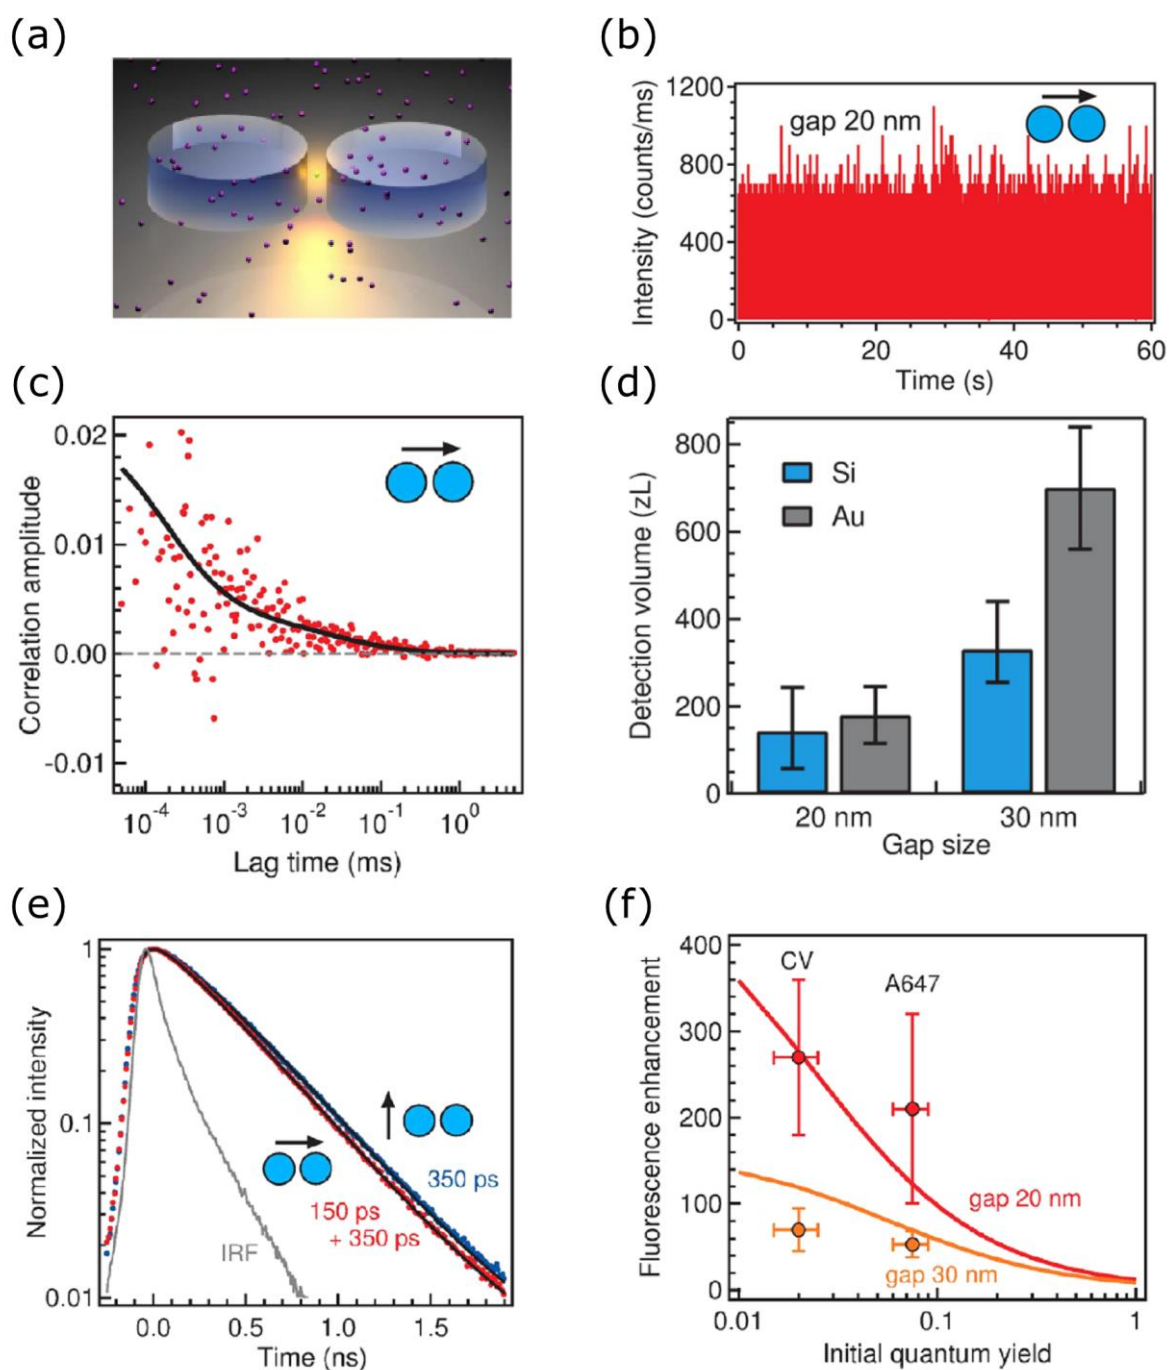 (a)
(b)
Intensity (counts/ms)
1200
800
400
0
gap 20 nm
0 20 40 60
Time (s)
(c)
Correlation amplitude
0.02
0.01
0.00
-0.01
10⁻⁴ 10⁻³ 10⁻² 10⁻¹ 10⁰
Lag time (ms)
(d)
Detection volume (zL)
800
600
400
200
0
Si
Au
20 nm 30 nm
Gap size
(e)
Normalized intensity
1
0.1
0.01
IRF
350 ps
150 ps
+ 350 ps
0.0 0.5 1.0 1.5
Time (ns)
(f)
Fluorescence enhancement
400
300
200
100
0
CV
A647
gap 20 nm
gap 30 nm
0.01 0.1 1
Initial quantum yield